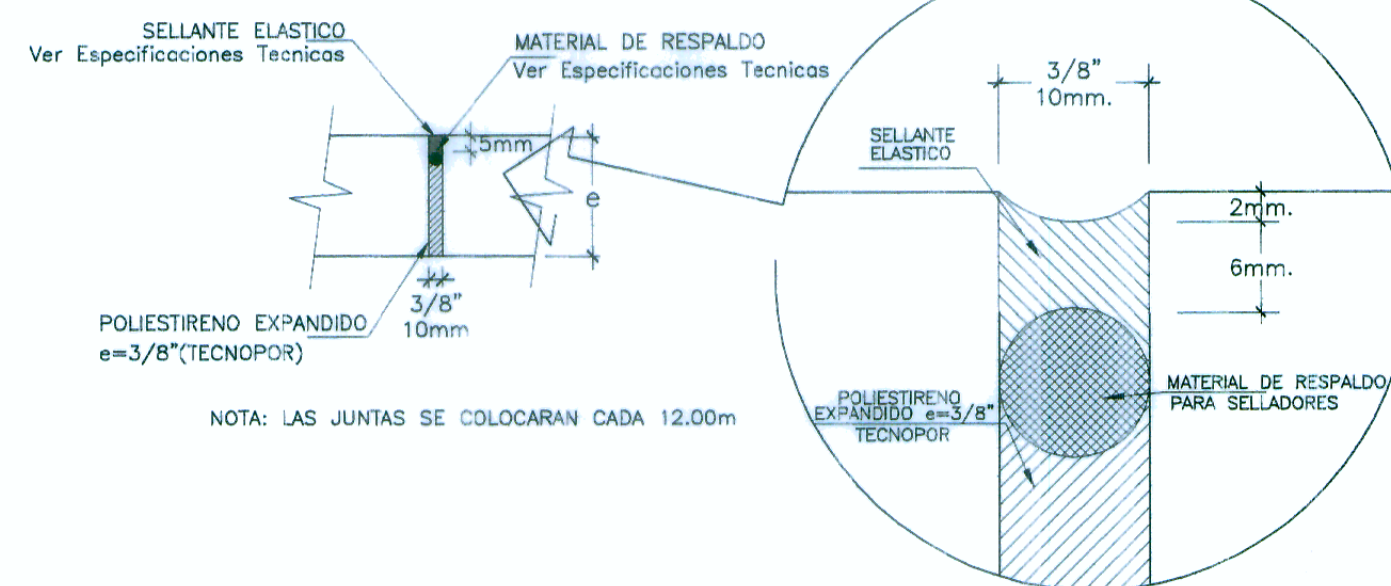 SELLANTE ELASTICO
Ver Especificaciones Tecnicas
MATERIAL DE RESPALDO
Ver Especificaciones Tecnicas
5mm
e
3/8"
10mm
POLIESTIRENO EXPANDIDO
e=3/8"(TECNOPOR)
NOTA: LAS JUNTAS SE COLOCARAN CADA 12.00m
3/8"
10mm.
SELLANTE
ELASTICO
2mm.
6mm.
MATERIAL DE RESPALDO
PARA SELLADORES
POLIESTIRENO
EXPANDIDO e=3/8"
TECNOPOR